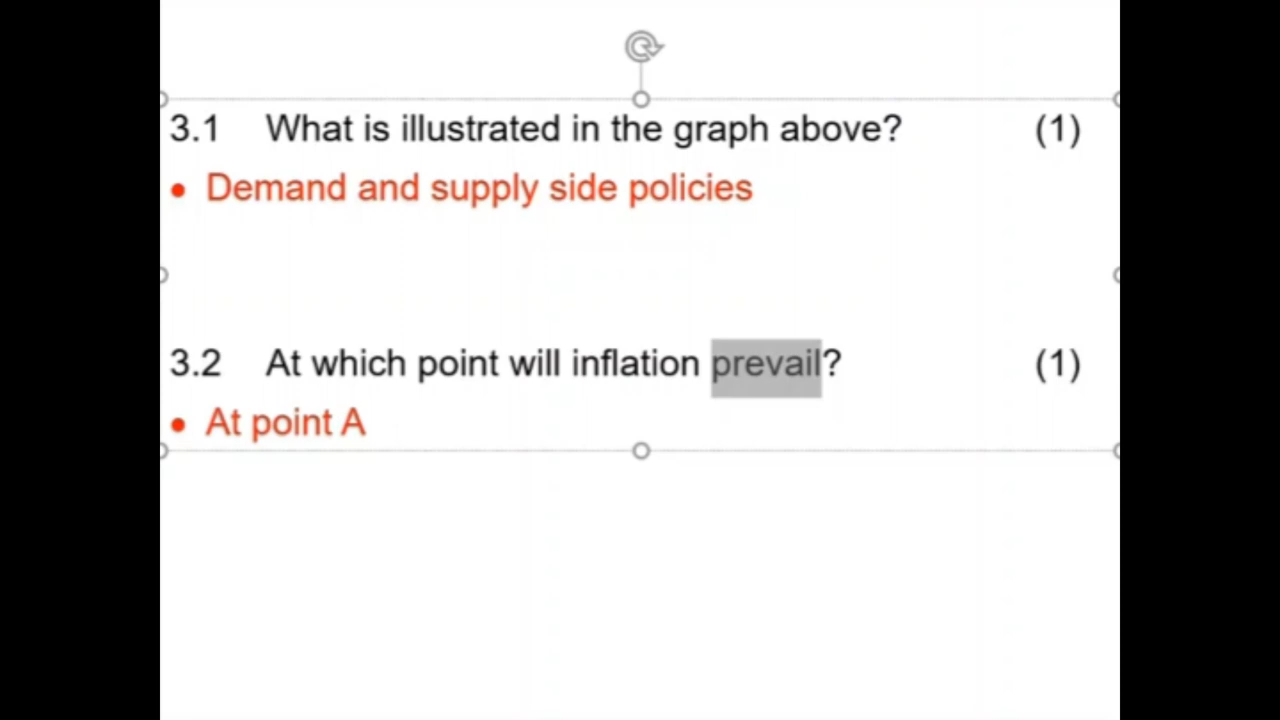 3.1 What is illustrated in the graph above? (1)
• Demand and supply side policies
3.2 At which point will inflation prevail? (1)
• At point A